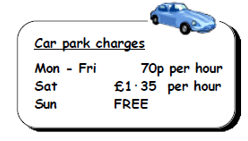 Car park charges
Mon - Fri 70p per hour
Sat £1·35 per hour
Sun FREE